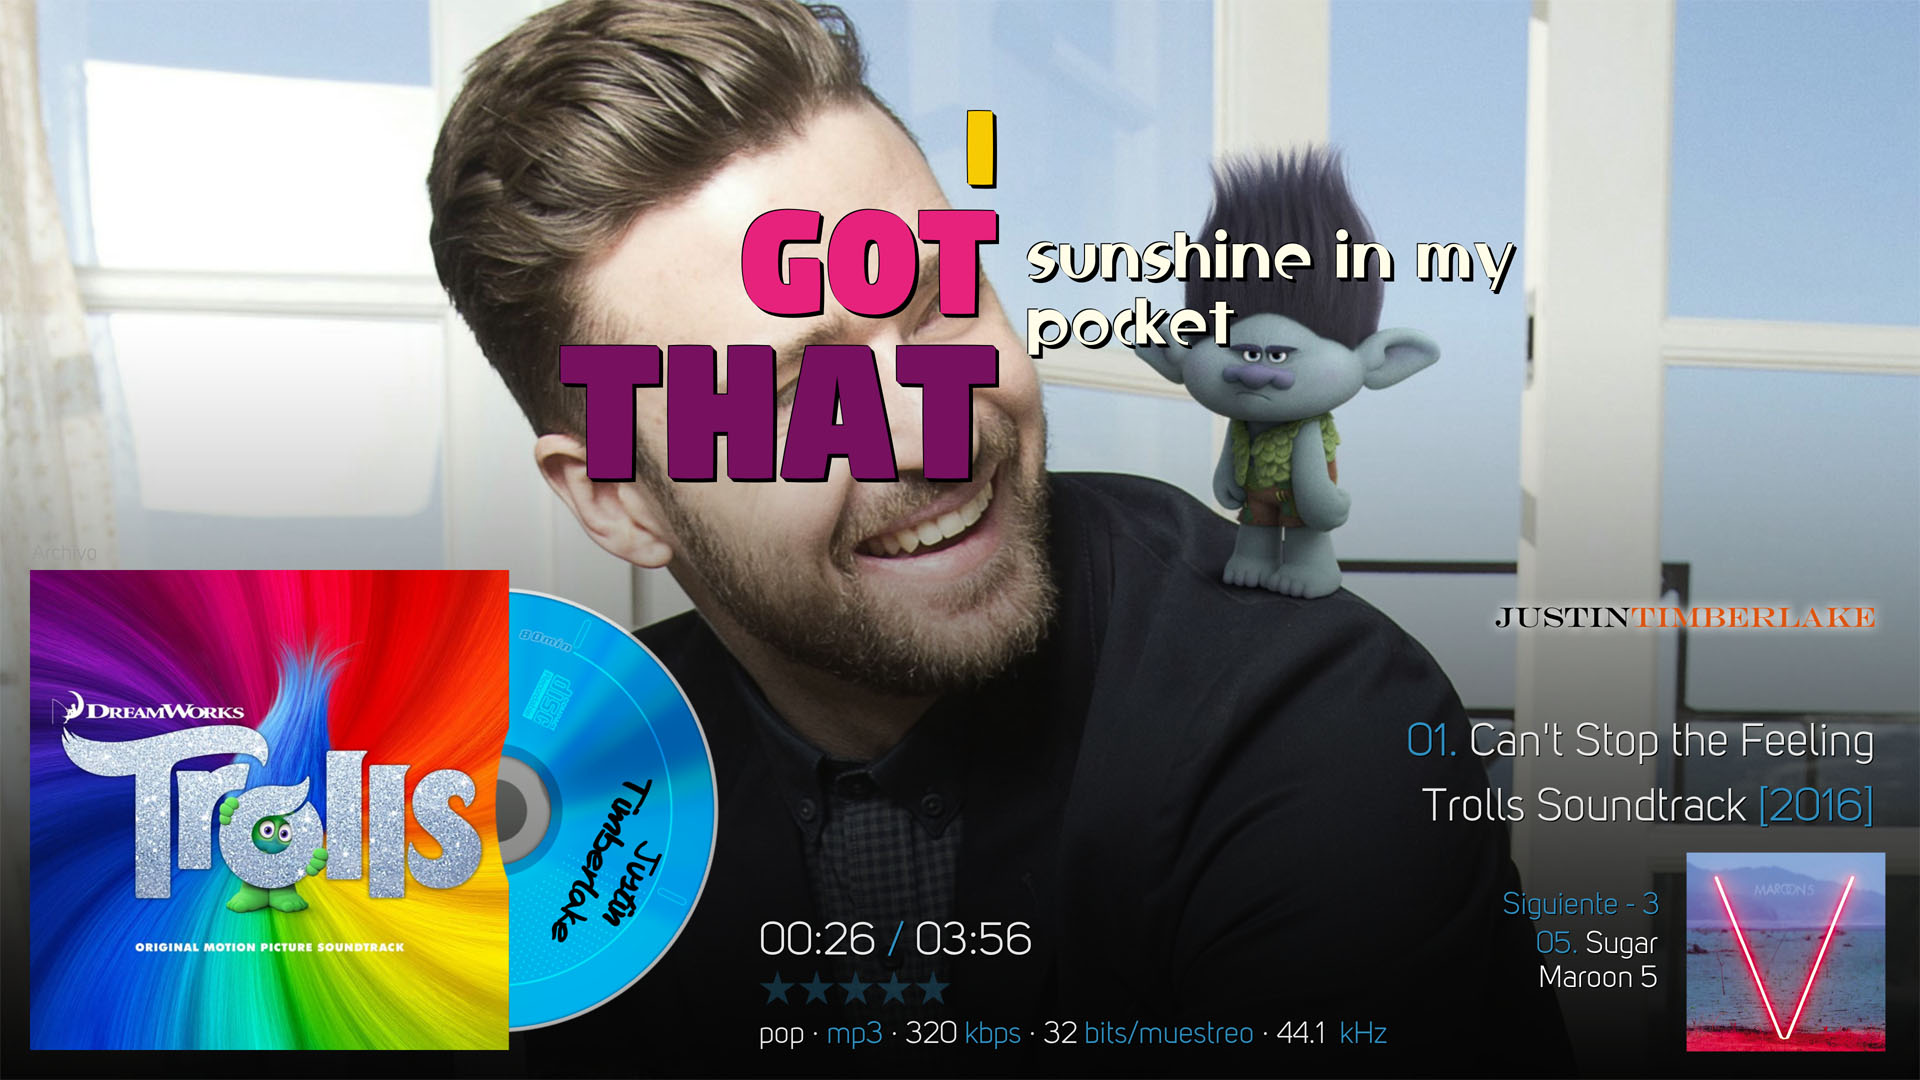 I
GOT
THAT
sunshine in my
pocket
Archivo
DREAMWORKS
Trolls
ORIGINAL MOTION PICTURE SOUNDTRACK
80min
disc
Justin
Timberlake
JUSTINTIMBERLAKE
01. Can't Stop the Feeling
Trolls Soundtrack [2016]
00:26 / 03:56
pop · mp3 · 320 kbps · 32 bits/muestreo · 44.1 kHz
Siguiente - 3
05. Sugar
Maroon 5
MAROON 5
V